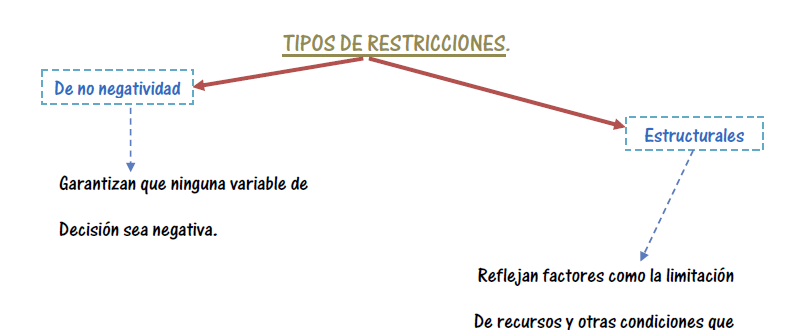 TIPOS DE RESTRICCIONES.
De no negatividad
Estructurales
Garantizan que ninguna variable de
Decisión sea negativa.
Reflejan factores como la limitación
De recursos y otras condiciones que